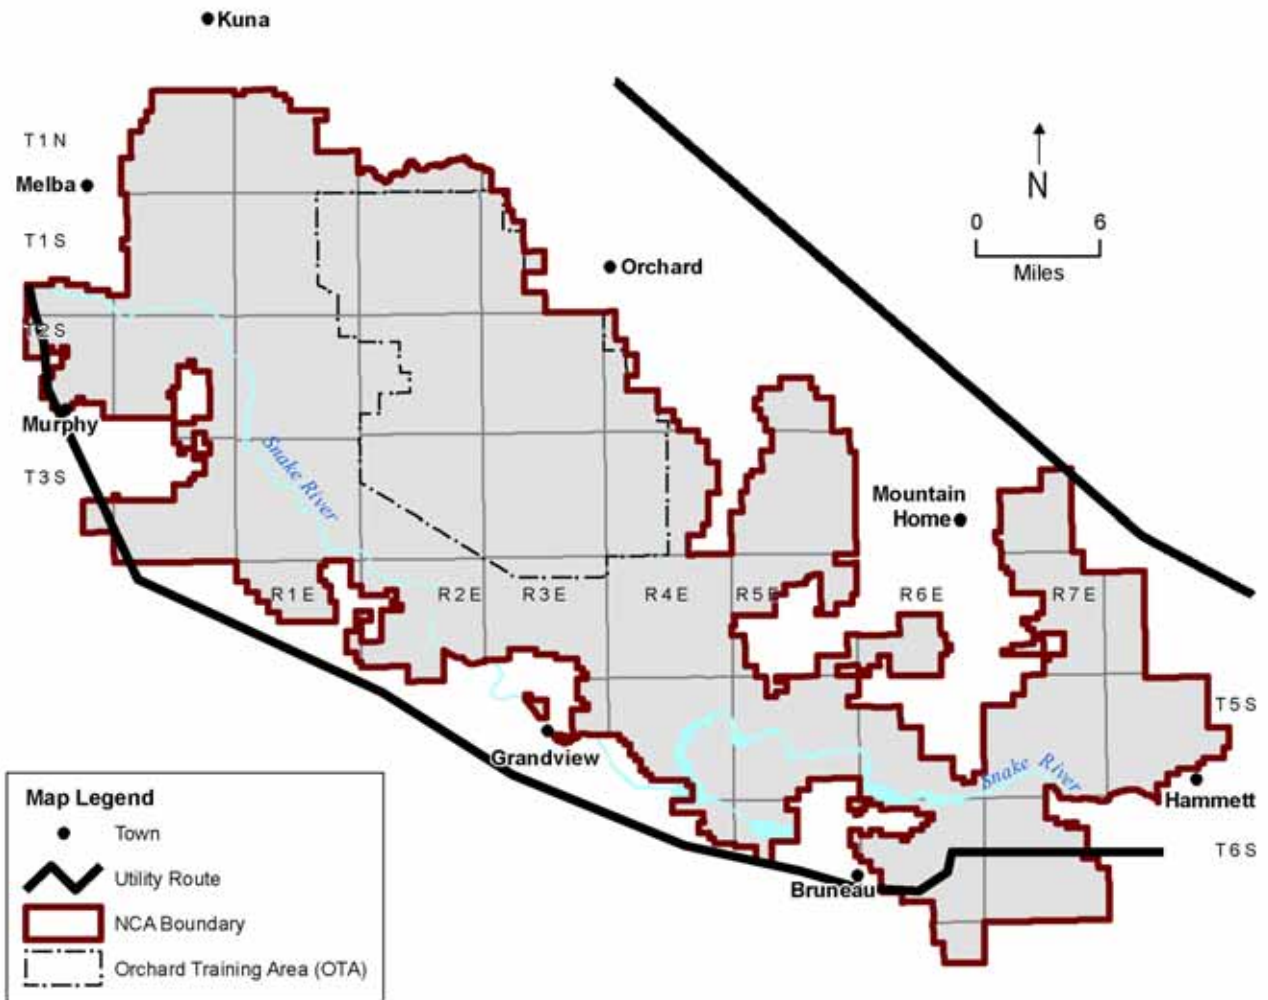 Kuna
T1N
Melba
T1S
Orchard
N
0 6
Miles
T2S
Murphy
T3S
Snake River
Mountain
Home
R1E
R2E
R3E
R4E
R5E
R6E
R7E
T5S
Grandview
Snake River
Hammett
T6S
Bruneau
Map Legend
Town
Utility Route
NCA Boundary
Orchard Training Area (OTA)